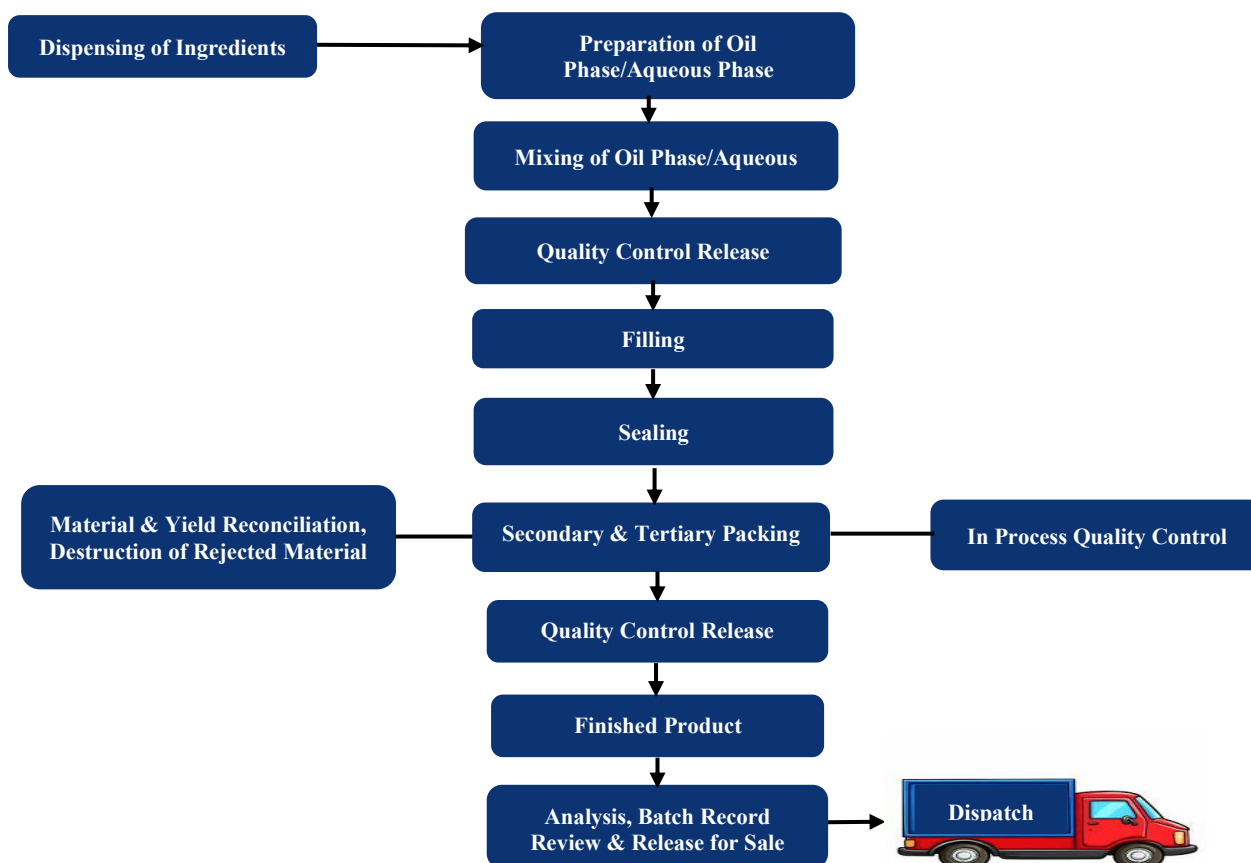 Dispensing of Ingredients
Preparation of Oil
Phase/Aqueous Phase
Mixing of Oil Phase/Aqueous
Quality Control Release
Filling
Sealing
Material & Yield Reconciliation,
Destruction of Rejected Material
Secondary & Tertiary Packing
In Process Quality Control
Quality Control Release
Finished Product
Analysis, Batch Record
Review & Release for Sale
Dispatch